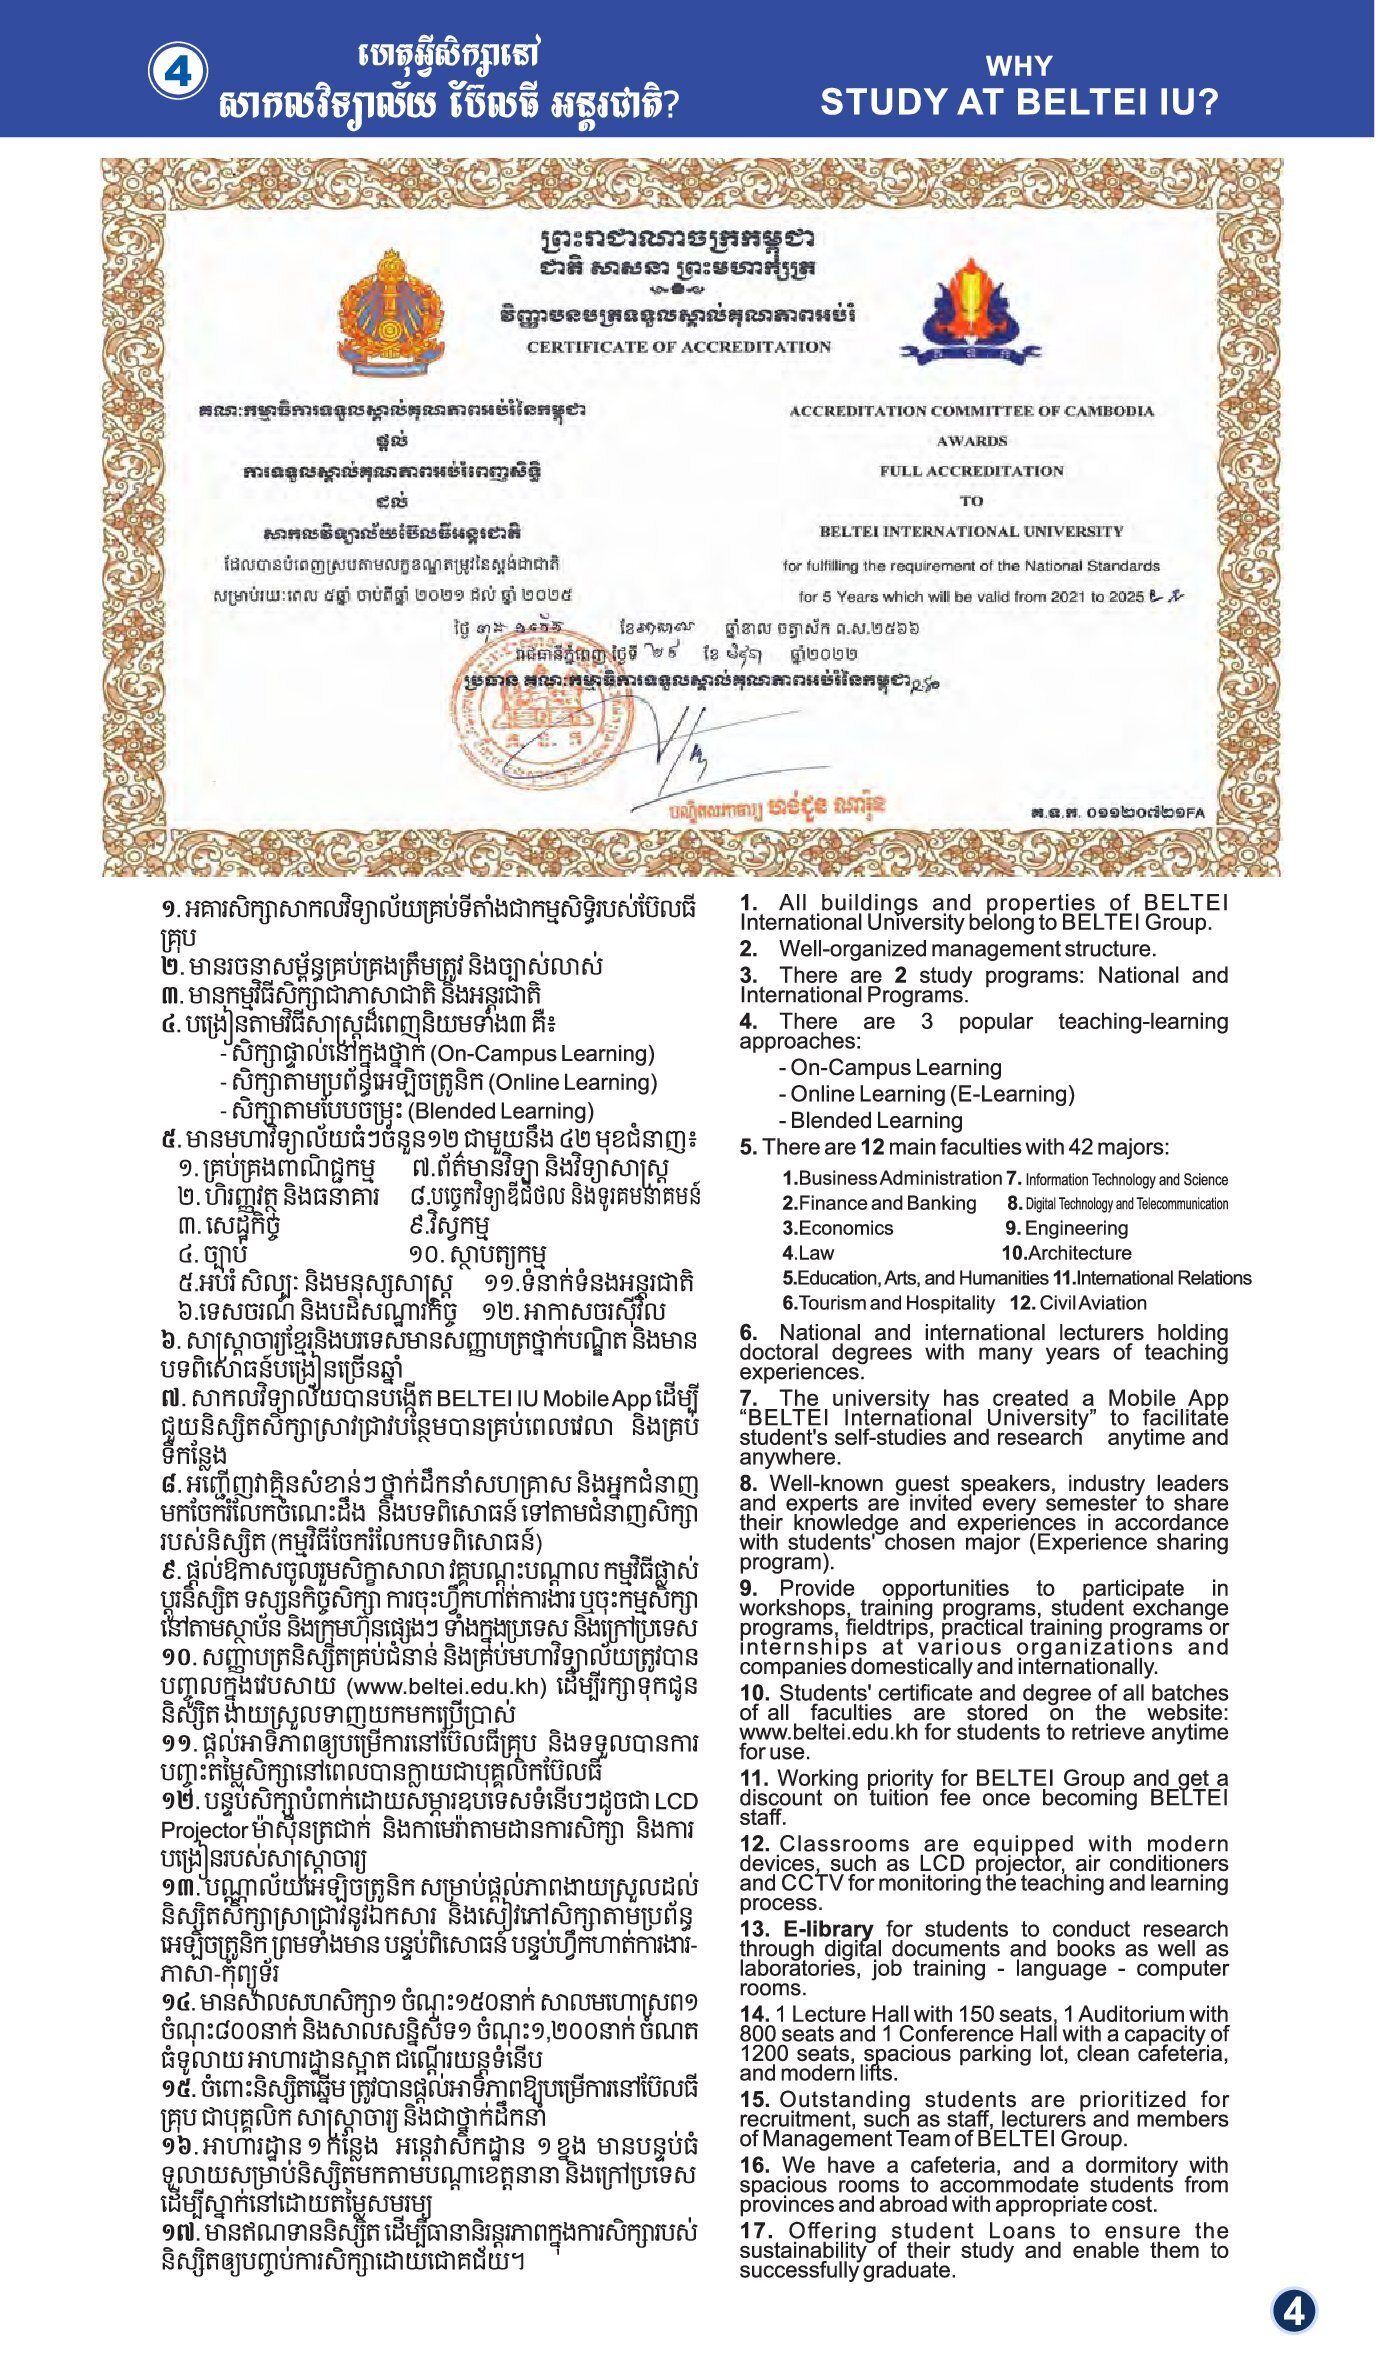 4
ហេតុអ្វីសិក្សានៅ
សាកលវិទ្យាល័យ ប៊ែលធី អន្តរជាតិ?
WHY
STUDY AT BELTEI IU?
ព្រះរាជាណាចក្រកម្ពុជា
ជាតិ សាសនា ព្រះមហាក្សត្រ
វិញ្ញាបនបត្រទទួលស្គាល់គុណភាពអប់រំ
CERTIFICATE OF ACCREDITATION
គណៈកម្មាធិការទទួលស្គាល់គុណភាពអប់រំនៃកម្ពុជា
ផ្តល់
ការទទួលស្គាល់គុណភាពអប់រំពេញសិទ្ធិ
ដល់
សាកលវិទ្យាល័យប៊ែលធីអន្តរជាតិ
ដែលបានបំពេញស្របតាមលក្ខខណ្ឌតម្រូវនៃស្តង់ដាជាតិ
សម្រាប់រយៈពេល ៥ឆ្នាំ ចាប់ពីឆ្នាំ ២០២១ ដល់ ឆ្នាំ ២០២៥
ACCREDITATION COMMITTEE OF CAMBODIA
AWARDS
FULL ACCREDITATION
TO
BELTEI INTERNATIONAL UNIVERSITY
for fulfilling the requirement of the National Standards
for 5 Years which will be valid from 2021 to 2025
ថ្ងៃ ខែ ឆ្នាំខាល ចត្វាស័ក ព.ស.២៥៦៦
រាជធានីភ្នំពេញ ថ្ងៃទី ២៩ ខែ ឆ្នាំ២០២២
ប្រធាន គណៈកម្មាធិការទទួលស្គាល់គុណភាពអប់រំនៃកម្ពុជា
បណ្ឌិតសភាចារ្យ ហង់ជួន ណារ៉ុន
គ.ទ.គ. ០១១២០៧២១FA
១. អគារសិក្សាសាកលវិទ្យាល័យគ្រប់ទីតាំងជាកម្មសិទ្ធិរបស់ប៊ែលធី
គ្រុប
២. មានរចនាសម្ព័ន្ធគ្រប់គ្រងត្រឹមត្រូវ និងច្បាស់លាស់
៣. មានកម្មវិធីសិក្សាជាភាសាជាតិ និងអន្តរជាតិ
៤. បង្រៀនតាមវិធីសាស្ត្រដ៏ពេញនិយមទាំង៣ គឺ៖
- សិក្សាផ្ទាល់នៅក្នុងថ្នាក់ (On-Campus Learning)
- សិក្សាតាមប្រព័ន្ធអេឡិចត្រូនិក (Online Learning)
- សិក្សាតាមបែបចម្រុះ (Blended Learning)
៥. មានមហាវិទ្យាល័យធំៗចំនួន១២ ជាមួយនឹង ៤២ មុខជំនាញ៖
១. គ្រប់គ្រងពាណិជ្ជកម្ម ៧.ព័ត៌មានវិទ្យា និងវិទ្យាសាស្ត្រ
២. ហិរញ្ញវត្ថុ និងធនាគារ ៨.បច្ចេកវិទ្យាឌីជីថល និងទូរគមនាគមន៍
៣. សេដ្ឋកិច្ច ៩.វិស្វកម្ម
៤. ច្បាប់ ១០. ស្ថាបត្យកម្ម
៥.អប់រំ សិល្បៈ និងមនុស្សសាស្ត្រ ១១.ទំនាក់ទំនងអន្តរជាតិ
៦.ទេសចរណ៍ និងបដិសណ្ឋារកិច្ច ១២. អាកាសចរស៊ីវិល
៦. សាស្ត្រាចារ្យខ្មែរនិងបរទេសមានសញ្ញាបត្រថ្នាក់បណ្ឌិត និងមាន
បទពិសោធន៍បង្រៀនច្រើនឆ្នាំ
៧. សាកលវិទ្យាល័យបានបង្កើត BELTEI IU Mobile App ដើម្បី
ជួយនិស្សិតសិក្សាស្រាវជ្រាវបន្ថែមបានគ្រប់ពេលវេលា និងគ្រប់
ទីកន្លែង
៨. អញ្ជើញវាគ្មិនសំខាន់ៗ ថ្នាក់ដឹកនាំសហគ្រាស និងអ្នកជំនាញ
មកចែករំលែកចំណេះដឹង និងបទពិសោធន៍ ទៅតាមជំនាញសិក្សា
របស់និស្សិត (កម្មវិធីចែករំលែកបទពិសោធន៍)
៩. ផ្តល់ឱកាសចូលរួមសិក្ខាសាលា វគ្គបណ្តុះបណ្តាល កម្មវិធីផ្លាស់
ប្តូរនិស្សិត ទស្សនកិច្ចសិក្សា ការចុះហ្វឹកហាត់ការងារ ឬចុះកម្មសិក្សា
នៅតាមស្ថាប័ន និងក្រុមហ៊ុនផ្សេងៗ ទាំងក្នុងប្រទេស និងក្រៅប្រទេស
១០. សញ្ញាបត្រនិស្សិតគ្រប់ជំនាន់ និងគ្រប់មហាវិទ្យាល័យត្រូវបាន
បញ្ចូលក្នុងវេបសាយ (www.beltei.edu.kh) ដើម្បីរក្សាទុកជូន
និស្សិត ងាយស្រួលទាញយកមកប្រើប្រាស់
១១. ផ្តល់អាទិភាពឲ្យបម្រើការនៅប៊ែលធីគ្រុប និងទទួលបានការ
បញ្ចុះតម្លៃសិក្សានៅពេលបានក្លាយជាបុគ្គលិកប៊ែលធី
១២. បន្ទប់សិក្សាបំពាក់ដោយសម្ភារឧបទេសទំនើបៗដូចជា LCD
Projector ម៉ាស៊ីនត្រជាក់ និងកាមេរ៉ាតាមដានការសិក្សា និងការ
បង្រៀនរបស់សាស្ត្រាចារ្យ
១៣. បណ្ណាល័យអេឡិចត្រូនិក សម្រាប់ផ្តល់ភាពងាយស្រួលដល់
និស្សិតសិក្សាស្រាជ្រាវនូវឯកសារ និងសៀវភៅសិក្សាតាមប្រព័ន្ធ
អេឡិចត្រូនិក ព្រមទាំងមាន បន្ទប់ពិសោធន៍ បន្ទប់ហ្វឹកហាត់ការងារ-
ភាសា-កុំព្យូទ័រ
១៤. មានសាលសហសិក្សា១ ចំណុះ១៥០នាក់ សាលមហោស្រព១
ចំណុះ៨០០នាក់ និងសាលសន្និសីទ១ ចំណុះ១,២០០នាក់ ចំណត
ធំទូលាយ អាហារដ្ឋានស្អាត ជណ្តើរយន្តទំនើប
១៥. ចំពោះនិស្សិតឆ្នើម ត្រូវបានផ្តល់អាទិភាពឱ្យបម្រើការនៅប៊ែលធី
គ្រុប ជាបុគ្គលិក សាស្ត្រាចារ្យ និងជាថ្នាក់ដឹកនាំ
១៦. អាហារដ្ឋាន ១ កន្លែង អន្តេវាសិកដ្ឋាន ១ ខ្នង មានបន្ទប់ធំ
ទូលាយសម្រាប់និស្សិតមកតាមបណ្តាខេត្តនានា និងក្រៅប្រទេស
ដើម្បីស្នាក់នៅដោយតម្លៃសមរម្យ
១៧. មានឥណទាននិស្សិត ដើម្បីធានានិរន្តរភាពក្នុងការសិក្សារបស់
និស្សិតឲ្យបញ្ចប់ការសិក្សាដោយជោគជ័យ។
1. All buildings and properties of BELTEI
International University belong to BELTEI Group.
2. Well-organized management structure.
3. There are 2 study programs: National and
International Programs.
4. There are 3 popular teaching-learning
approaches:
- On-Campus Learning
- Online Learning (E-Learning)
- Blended Learning
5. There are 12 main faculties with 42 majors:
1.Business Administration 7. Information Technology and Science
2.Finance and Banking 8. Digital Technology and Telecommunication
3.Economics 9. Engineering
4.Law 10.Architecture
5.Education, Arts, and Humanities 11.International Relations
6.Tourism and Hospitality 12. Civil Aviation
6. National and international lecturers holding
doctoral degrees with many years of teaching
experiences.
7. The university has created a Mobile App
“BELTEI International University” to facilitate
student's self-studies and research anytime and
anywhere.
8. Well-known guest speakers, industry leaders
and experts are invited every semester to share
their knowledge and experiences in accordance
with students' chosen major (Experience sharing
program).
9. Provide opportunities to participate in
workshops, training programs, student exchange
programs, fieldtrips, practical training programs or
internships at various organizations and
companies domestically and internationally.
10. Students' certificate and degree of all batches
of all faculties are stored on the website:
www.beltei.edu.kh for students to retrieve anytime
for use.
11. Working priority for BELTEI Group and get a
discount on tuition fee once becoming BELTEI
staff.
12. Classrooms are equipped with modern
devices, such as LCD projector, air conditioners
and CCTV for monitoring the teaching and learning
process.
13. E-library for students to conduct research
through digital documents and books as well as
laboratories, job training - language - computer
rooms.
14. 1 Lecture Hall with 150 seats, 1 Auditorium with
800 seats and 1 Conference Hall with a capacity of
1200 seats, spacious parking lot, clean cafeteria,
and modern lifts.
15. Outstanding students are prioritized for
recruitment, such as staff, lecturers and members
of Management Team of BELTEI Group.
16. We have a cafeteria, and a dormitory with
spacious rooms to accommodate students from
provinces and abroad with appropriate cost.
17. Offering student Loans to ensure the
sustainability of their study and enable them to
successfully graduate.
4